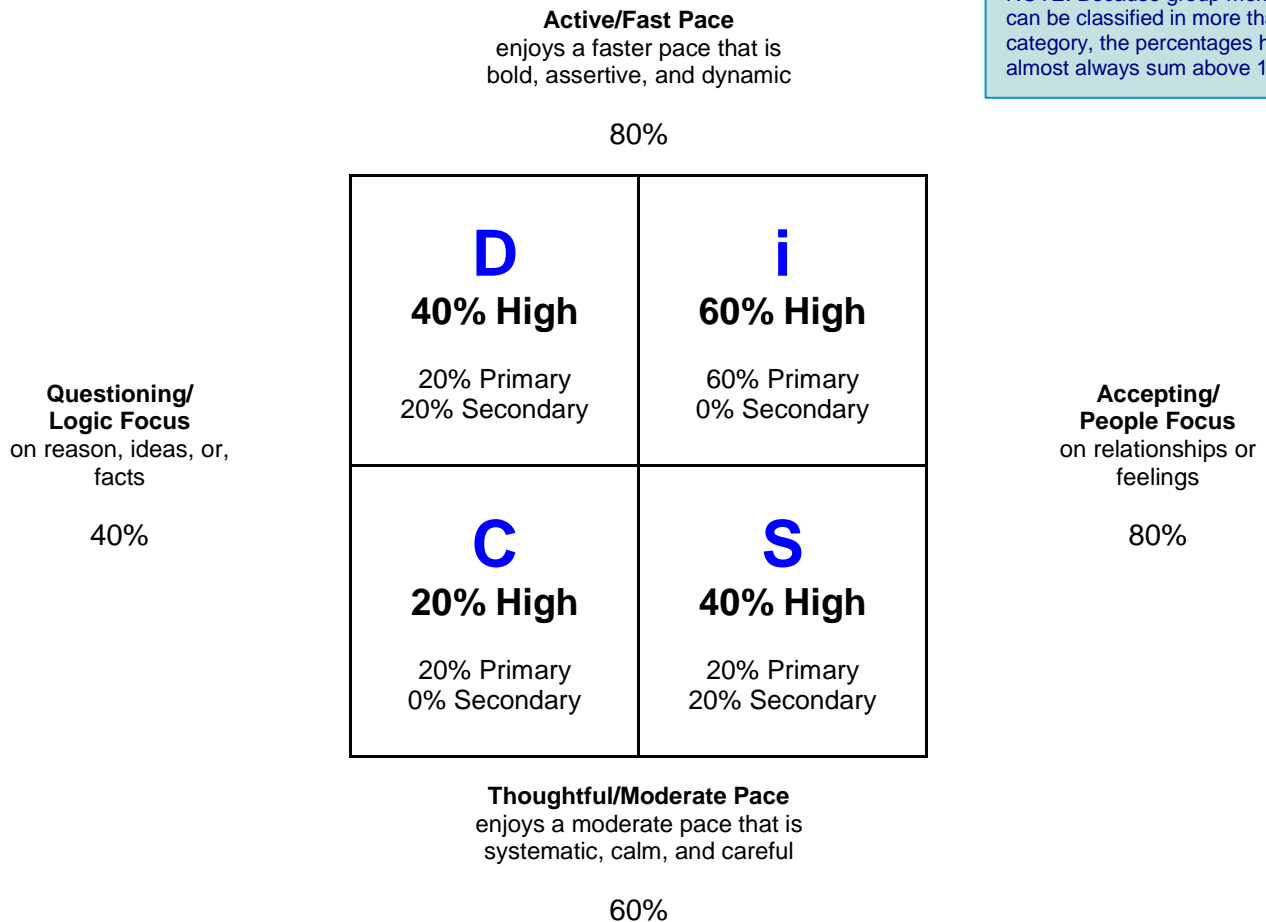 Active/Fast Pace
enjoys a faster pace that is
bold, assertive, and dynamic
80%
can be classified in more
category, the percentages
almost always sum above
D
40% High
20% Primary
20% Secondary
i
60% High
60% Primary
0% Secondary
Questioning/
Logic Focus
on reason, ideas, or,
facts
40%
Accepting/
People Focus
on relationships or
feelings
80%
C
20% High
20% Primary
0% Secondary
S
40% High
20% Primary
20% Secondary
Thoughtful/Moderate Pace
enjoys a moderate pace that is
systematic, calm, and careful
60%